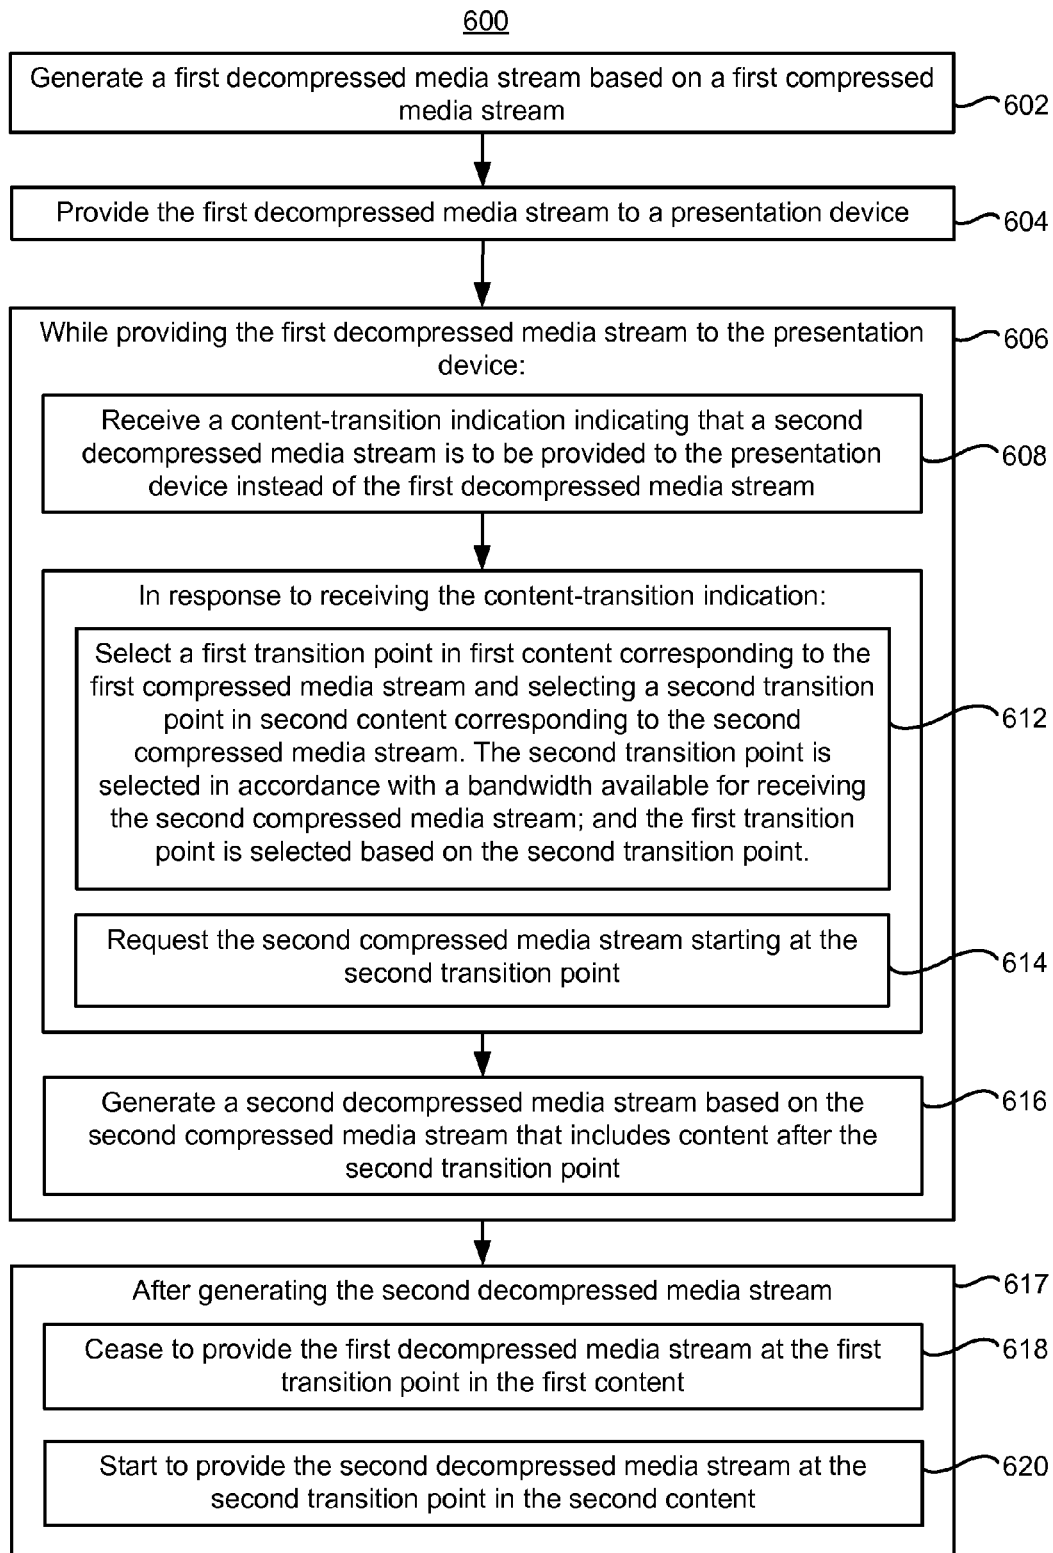 600
Generate a first decompressed media stream based on a first compressed
media stream
602
Provide the first decompressed media stream to a presentation device
604
While providing the first decompressed media stream to the presentation
device:
606
Receive a content-transition indication indicating that a second
decompressed media stream is to be provided to the presentation
device instead of the first decompressed media stream
608
In response to receiving the content-transition indication:
Select a first transition point in first content corresponding to the
first compressed media stream and selecting a second transition
point in second content corresponding to the second
compressed media stream. The second transition point is
selected in accordance with a bandwidth available for receiving
the second compressed media stream; and the first transition
point is selected based on the second transition point.
612
Request the second compressed media stream starting at the
second transition point
614
Generate a second decompressed media stream based on the
second compressed media stream that includes content after the
second transition point
616
After generating the second decompressed media stream
617
Cease to provide the first decompressed media stream at the first
transition point in the first content
618
Start to provide the second decompressed media stream at the
second transition point in the second content
620